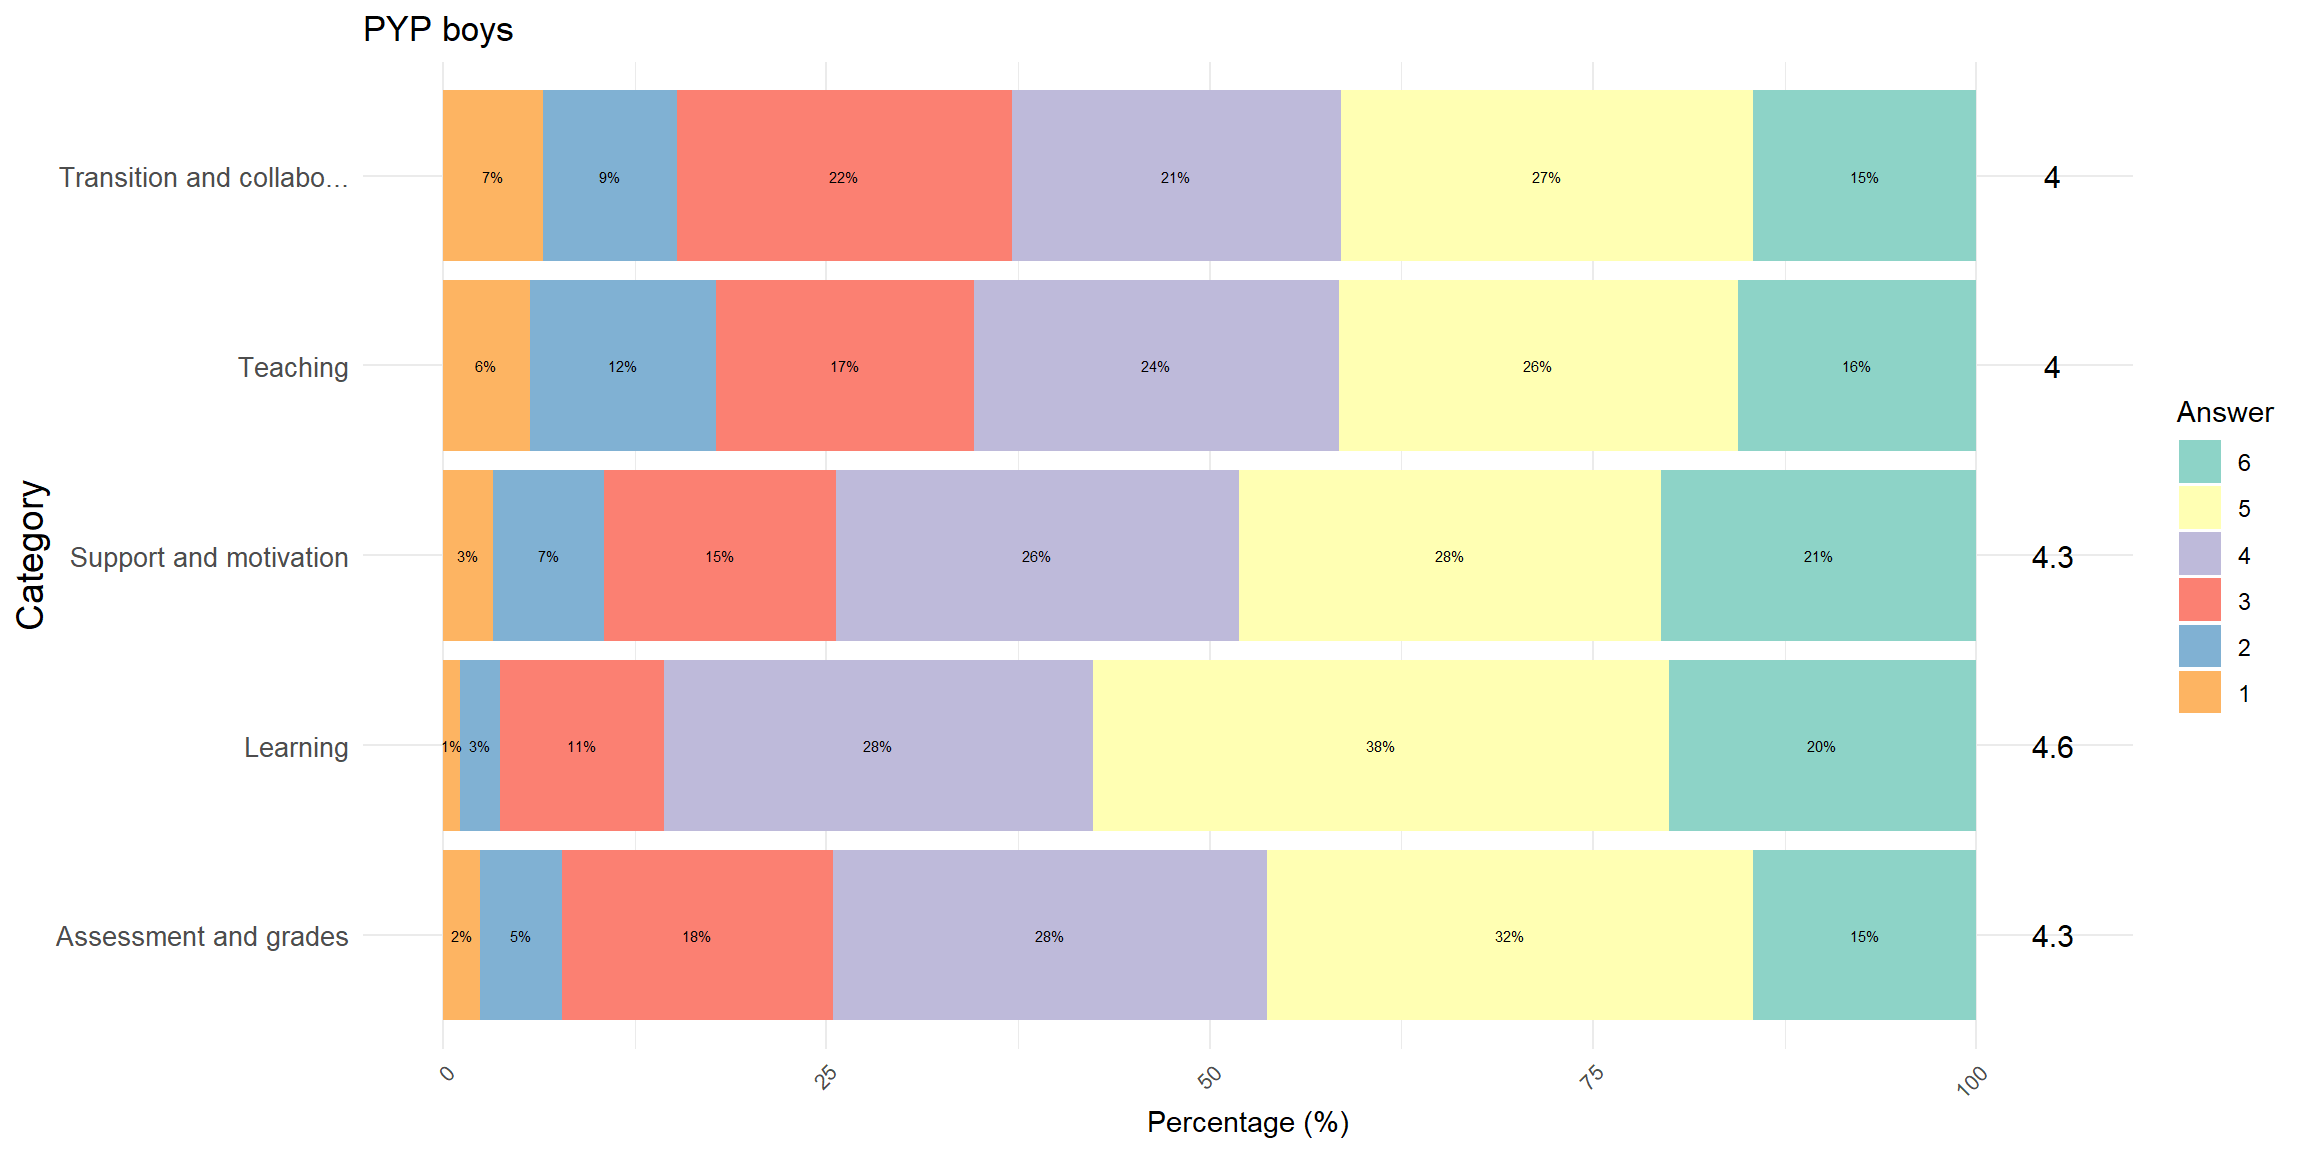 PYP boys
Transition and collabo... 7% 9% 22% 21% 27% 15% 4
Teaching 6% 12% 17% 24% 26% 16% 4
Support and motivation 3% 7% 15% 26% 28% 21% 4.3
Learning 1% 3% 11% 28% 38% 20% 4.6
Assessment and grades 2% 5% 18% 28% 32% 15% 4.3
Category
0 25 50 75 100
Percentage (%)
Answer
6
5
4
3
2
1